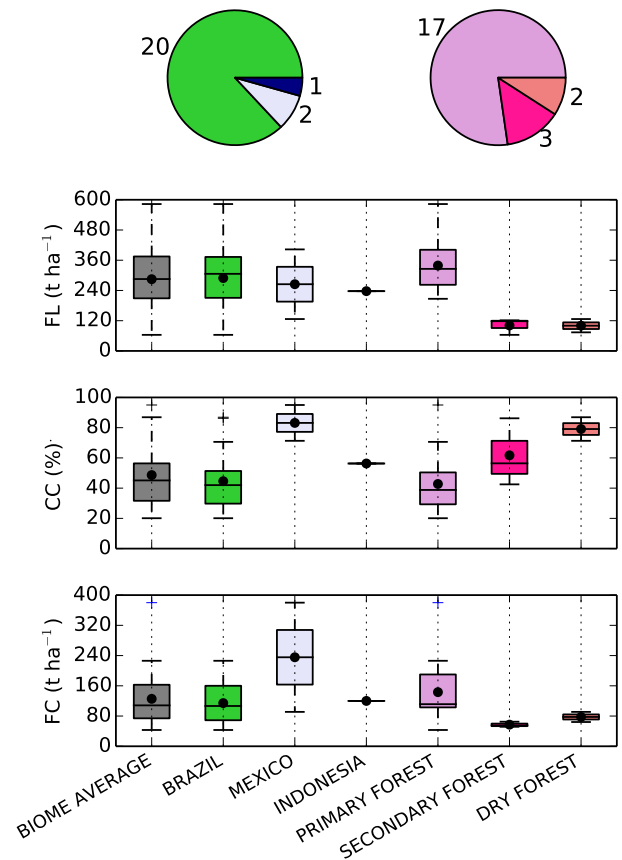 20
1
2
17
2
3
600
480
360
240
120
0
FL (t ha⁻¹)
100
80
60
40
20
0
CC (%)
400
320
240
160
80
0
FC (t ha⁻¹)
BIOME AVERAGE
BRAZIL
MEXICO
INDONESIA
PRIMARY FOREST
SECONDARY FOREST
DRY FOREST